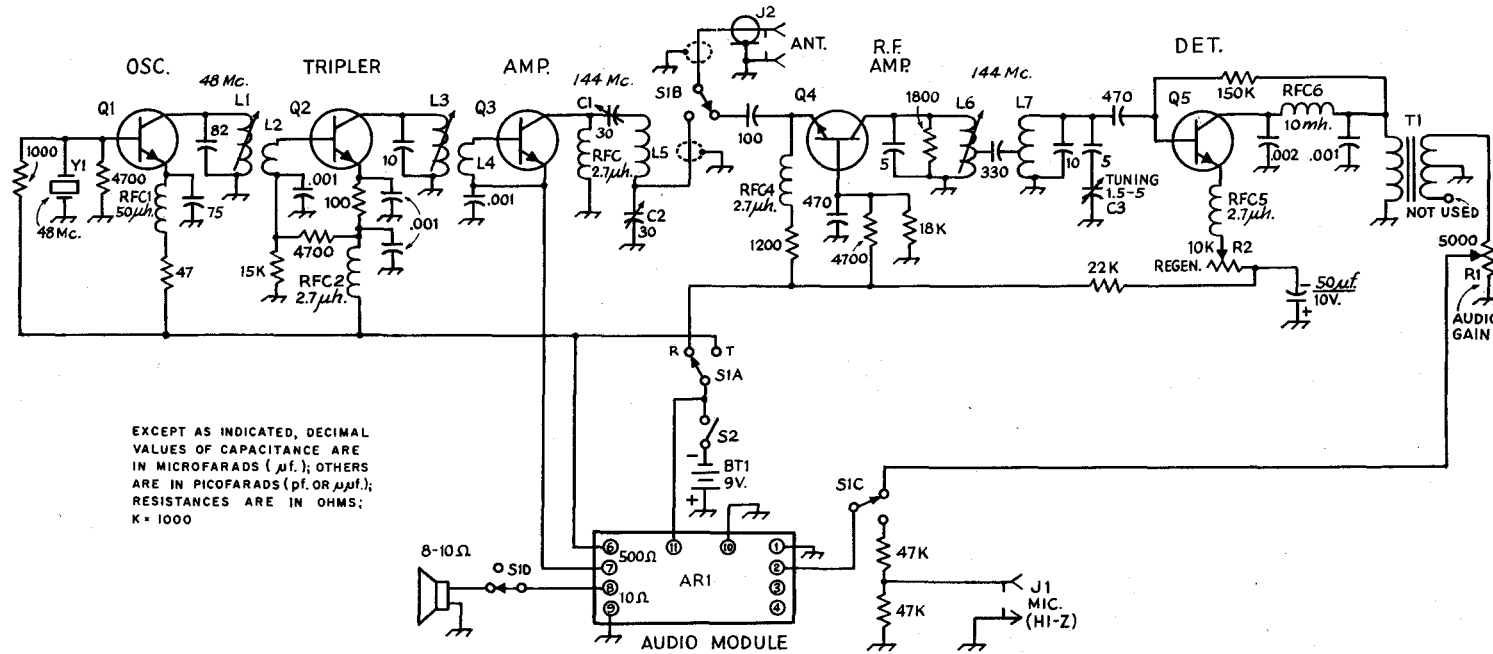 J2
ANT.
OSC.
TRIPLER
AMP.
R.F.
AMP.
DET.
48 Mc.
144 Mc.
144 Mc.
Q1
L1
Q2
L3
Q3
C1
30
S1B
Q4
1800
L6
L7
470
Q5
150K
RFC6
10mh.
T1
82
L2
10
L4
RFC
2.7µh.
L5
100
5
330
10
5
.002
.001
1000
Y1
4700
RFC1
50µh.
75
48Mc.
.001
100
.001
.001
C2
30
RFC4
2.7µh.
470
18K
TUNING
1.5-5
C3
RFC5
2.7µh.
NOT USED
47
15K
4700
RFC2
2.7µh.
1200
4700
22K
10K
R2
REGEN.
50µf.
10V.
-
+
5000
R1
AUDIO
GAIN
R
T
S1A
S2
-
BT1
9V.
+
EXCEPT AS INDICATED, DECIMAL
VALUES OF CAPACITANCE ARE
IN MICROFARADS ( µf.); OTHERS
ARE IN PICOFARADS (pf. OR µµf.);
RESISTANCES ARE IN OHMS;
K = 1000
S1C
8-10Ω
S1D
6
500Ω
7
8
10Ω
9
11
10
AR1
1
2
3
4
AUDIO MODULE
47K
47K
J1
MIC.
(HI-Z)